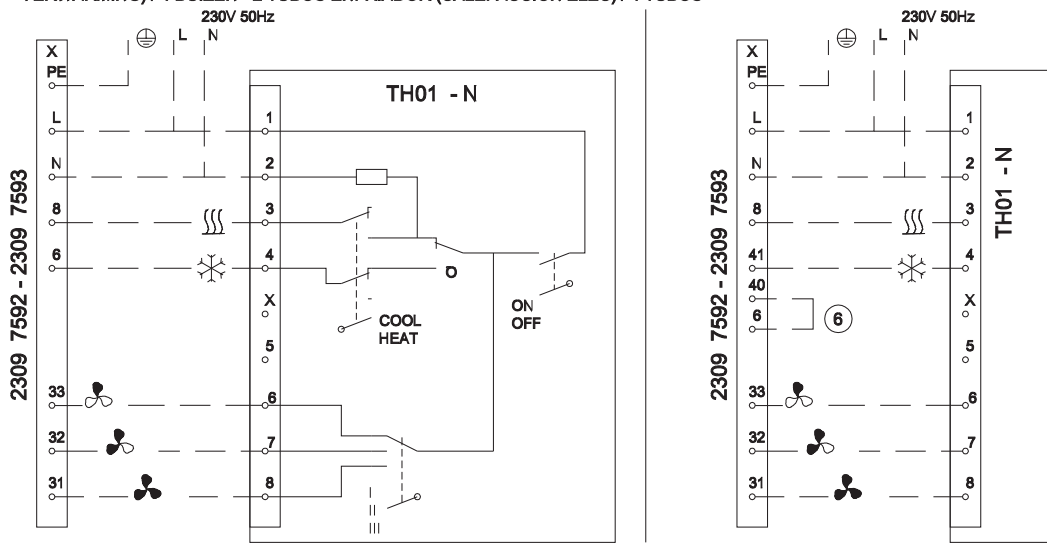 230V 50Hz
L N
X
PE
L
N
8
6
33
32
31
2309 7592 - 2309 7593
TH01 - N
1
2
3
4
X
5
6
7
8
COOL
HEAT
ON
OFF
I
II
III
230V 50Hz
L N
X
PE
L
N
8
41
40
6
33
32
31
2309 7592 - 2309 7593
6
1
2
3
4
X
5
6
7
8
TH01 - N